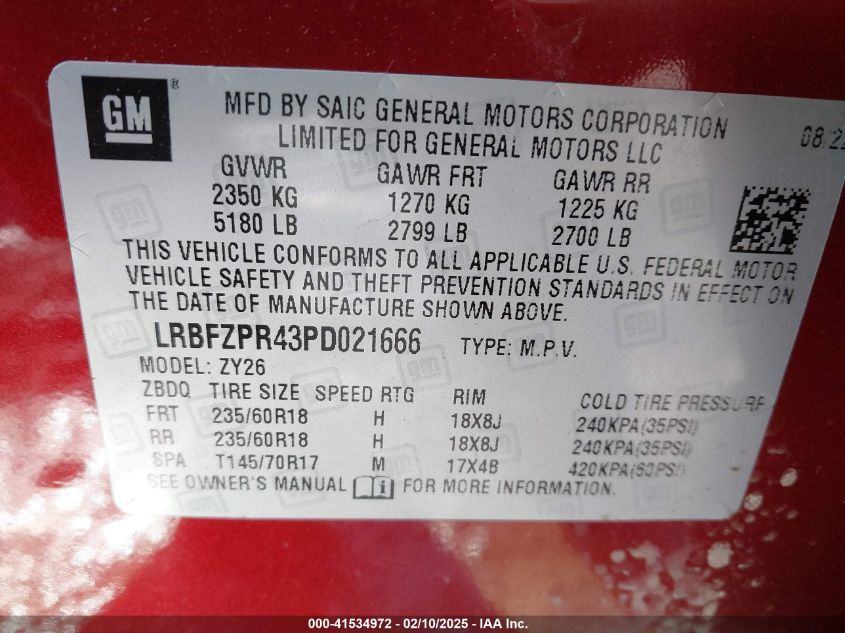 GM ®
MFD BY SAIC GENERAL MOTORS CORPORATION
LIMITED FOR GENERAL MOTORS LLC
08/22
GVWR GAWR FRT GAWR RR
2350 KG 1270 KG 1225 KG
5180 LB 2799 LB 2700 LB
THIS VEHICLE CONFORMS TO ALL APPLICABLE U.S. FEDERAL MOTOR
VEHICLE SAFETY AND THEFT PREVENTION STANDARDS IN EFFECT ON
THE DATE OF MANUFACTURE SHOWN ABOVE.
LRBFZPR43PD021666 TYPE: M.P.V.
MODEL: ZY26
ZBDQ TIRE SIZE SPEED RTG RIM COLD TIRE PRESSURE
FRT 235/60R18 H 18X8J 240KPA(35PSI)
RR 235/60R18 H 18X8J 240KPA(35PSI)
SPA T145/70R17 M 17X4B 420KPA(60PSI)
SEE OWNER'S MANUAL i FOR MORE INFORMATION.
000-41534972 — 02/10/2025 — IAA Inc.